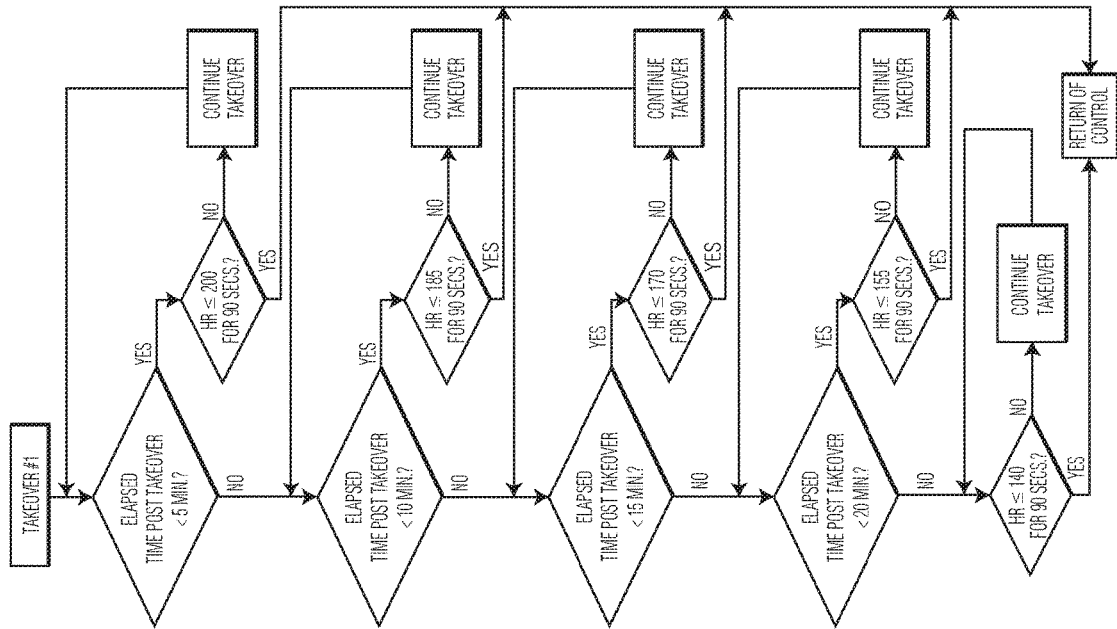 TAKEOVER #1
ELAPSED
TIME POST TAKEOVER
< 5 MIN.?
YES
NO
HR ≤ 200
FOR 90 SECS.?
NO
YES
CONTINUE
TAKEOVER
ELAPSED
TIME POST TAKEOVER
< 10 MIN.?
YES
NO
HR ≤ 185
FOR 90 SECS.?
NO
YES
CONTINUE
TAKEOVER
ELAPSED
TIME POST TAKEOVER
< 15 MIN.?
YES
NO
HR ≤ 170
FOR 90 SECS.?
NO
YES
CONTINUE
TAKEOVER
ELAPSED
TIME POST TAKEOVER
< 20 MIN.?
YES
NO
HR ≤ 155
FOR 90 SECS.?
NO
YES
CONTINUE
TAKEOVER
HR ≤ 140
FOR 90 SECS.?
NO
YES
CONTINUE
TAKEOVER
RETURN OF
CONTROL